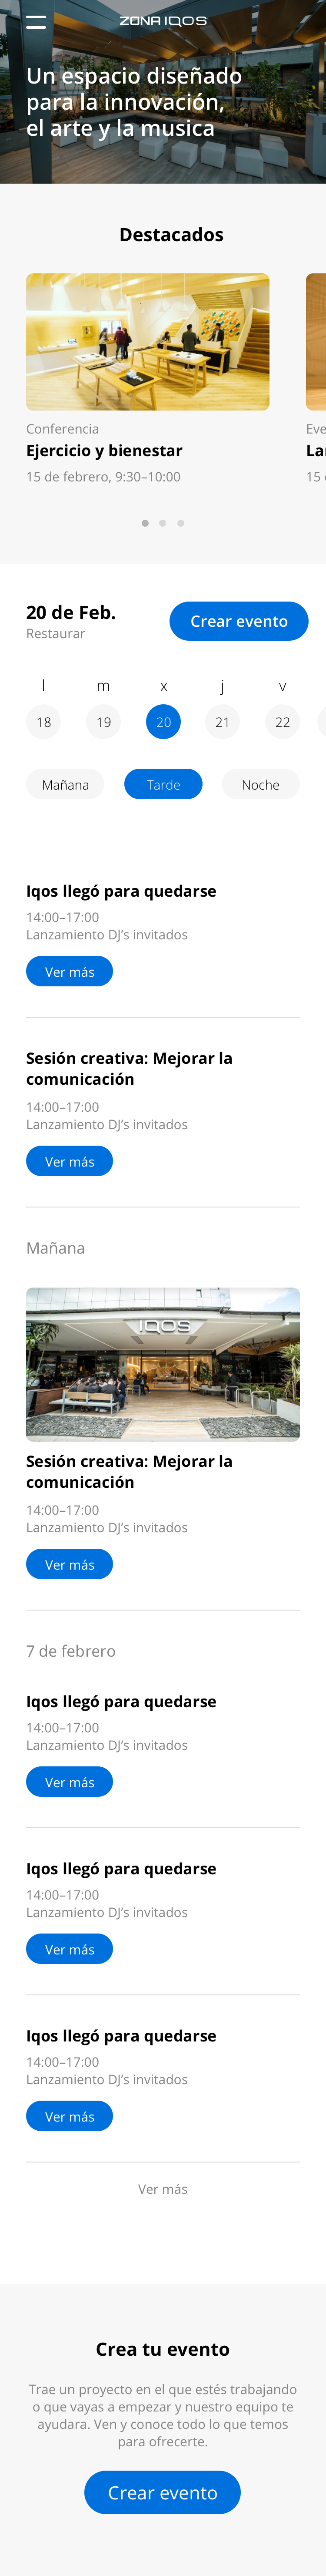 ZONA IQOS
Un espacio diseñado
para la innovación,
el arte y la musica
Destacados
Conferencia
Ejercicio y bienestar
15 de febrero, 9:30–10:00
Eve
La
15
20 de Feb.
Restaurar
Crear evento
l m x j v
18 19 20 21 22
Mañana Tarde Noche
Iqos llegó para quedarse
14:00–17:00
Lanzamiento DJ’s invitados
Ver más
Sesión creativa: Mejorar la
comunicación
14:00–17:00
Lanzamiento DJ’s invitados
Ver más
Mañana
IQOS
Sesión creativa: Mejorar la
comunicación
14:00–17:00
Lanzamiento DJ’s invitados
Ver más
7 de febrero
Iqos llegó para quedarse
14:00–17:00
Lanzamiento DJ’s invitados
Ver más
Iqos llegó para quedarse
14:00–17:00
Lanzamiento DJ’s invitados
Ver más
Iqos llegó para quedarse
14:00–17:00
Lanzamiento DJ’s invitados
Ver más
Ver más
Crea tu evento
Trae un proyecto en el que estés trabajando
o que vayas a empezar y nuestro equipo te
ayudara. Ven y conoce todo lo que temos
para ofrecerte.
Crear evento